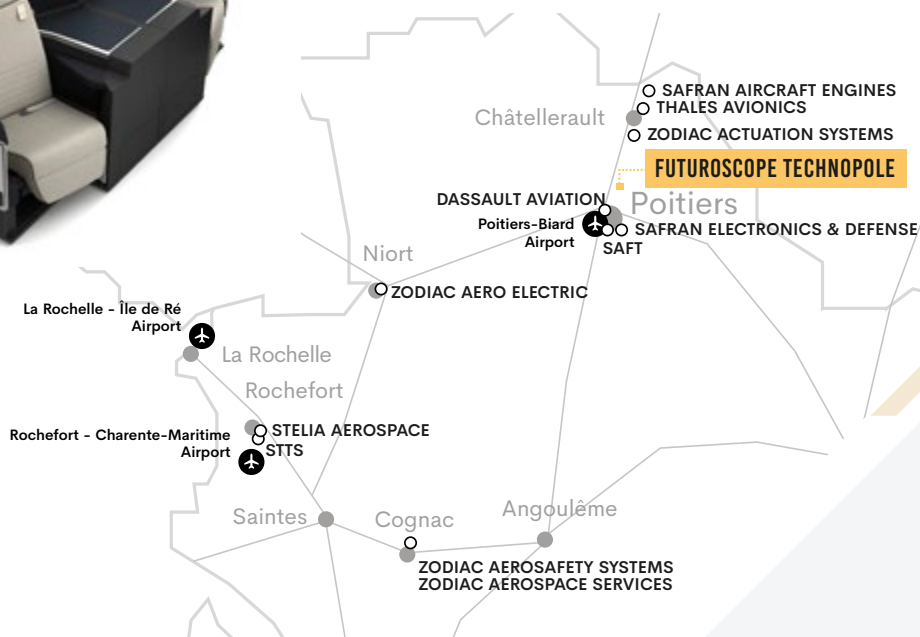 SAFRAN AIRCRAFT ENGINES
THALES AVIONICS
Châtellerault
ZODIAC ACTUATION SYSTEMS
FUTUROSCOPE TECHNOPOLE
DASSAULT AVIATION
Poitiers
Poitiers-Biard
Airport
SAFRAN ELECTRONICS & DEFENSE
SAFT
Niort
ZODIAC AERO ELECTRIC
La Rochelle - Île de Ré
Airport
La Rochelle
Rochefort
STELIA AEROSPACE
Rochefort - Charente-Maritime
Airport
STTS
Saintes
Cognac
Angoulême
ZODIAC AEROSAFETY SYSTEMS
ZODIAC AEROSPACE SERVICES